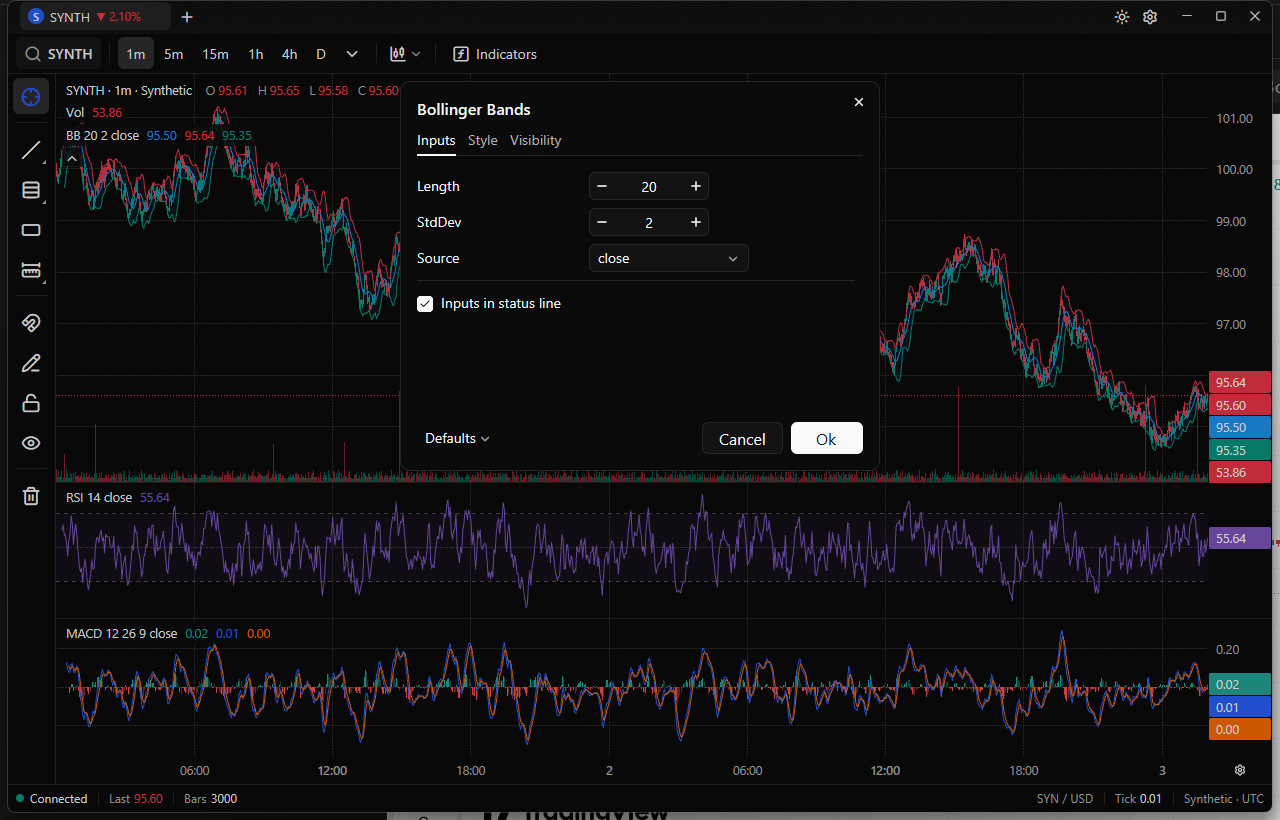 S SYNTH ▼ 2.10% +
SYNTH 1m 5m 15m 1h 4h D Indicators
SYNTH · 1m · Synthetic O 95.61 H 95.65 L 95.58 C 95.60
Vol 53.86
BB 20 2 close 95.50 95.64 95.35
Bollinger Bands
Inputs Style Visibility
Length 20
StdDev 2
Source close
Inputs in status line
Defaults Cancel Ok
101.00
100.00
99.00
98.00
97.00
95.64
95.60
95.50
95.35
53.86
RSI 14 close 55.64
55.64
MACD 12 26 9 close 0.02 0.01 0.00
0.20
0.02
0.01
0.00
06:00 12:00 18:00 2 06:00 12:00 18:00 3
Connected Last 95.60 Bars 3000 SYN / USD Tick 0.01 Synthetic · UTC
TradingView